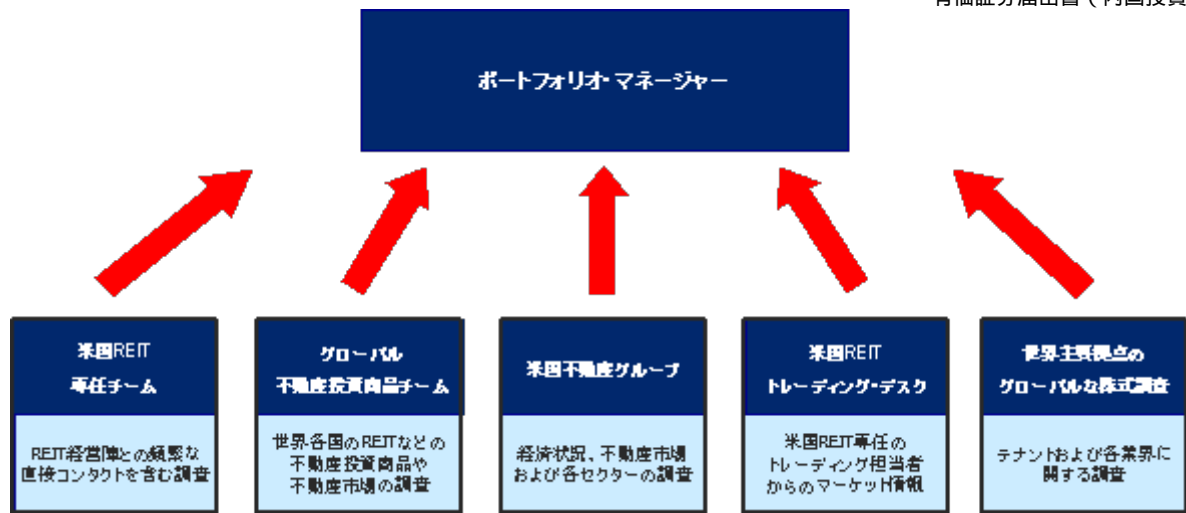 有価証券届出書（内国投資
ポートフォリオ・マネージャー
米国REIT
専任チーム
REIT経営陣との頻繁な
直接コンタクトを含む調査
グローバル
不動産投資商品チーム
世界各国のREITなどの
不動産投資商品や
不動産市場の調査
米国不動産グループ
経済状況、不動産市場
および各セクターの調査
米国REIT
トレーディング・デスク
米国REIT専任の
トレーディング担当者
からのマーケット情報
世界主要拠点の
グローバルな株式調査
テナントおよび各業界に
関する調査